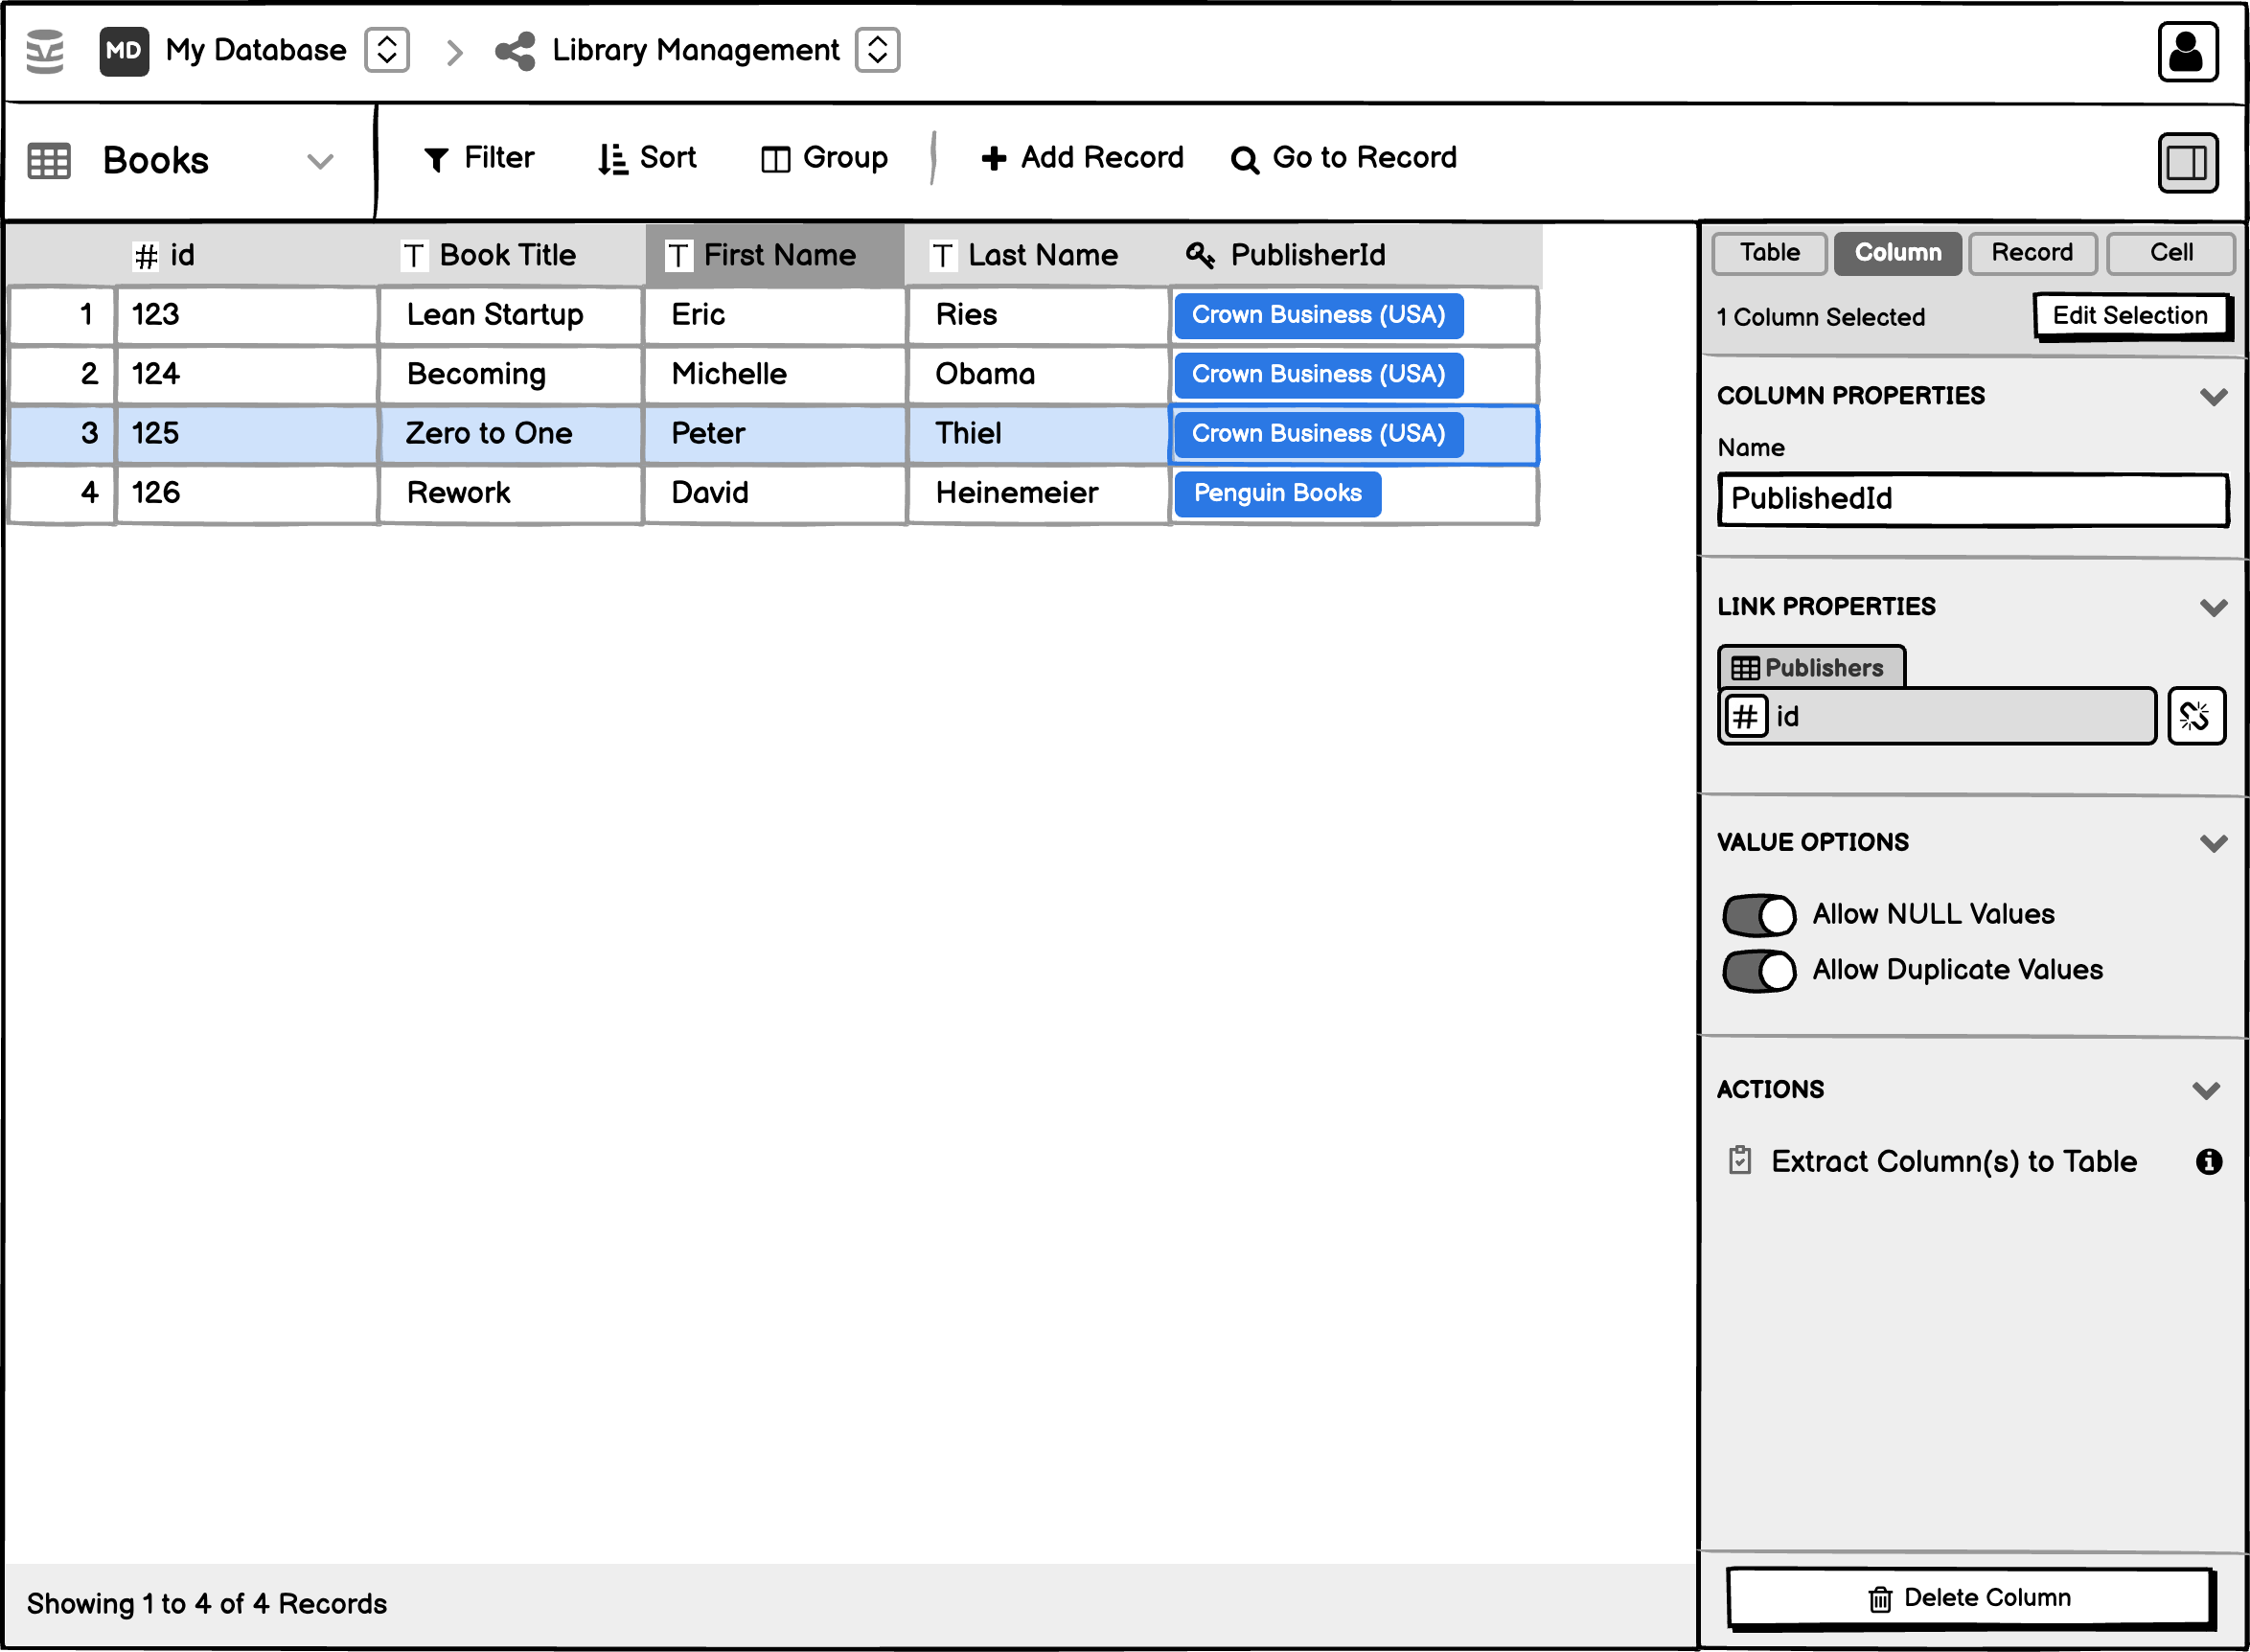 MD My Database Library Management
Books Filter Sort Group Add Record Go to Record
# id T Book Title T First Name T Last Name PublisherId
1 123 Lean Startup Eric Ries Crown Business (USA)
2 124 Becoming Michelle Obama Crown Business (USA)
3 125 Zero to One Peter Thiel Crown Business (USA)
4 126 Rework David Heinemeier Penguin Books
Showing 1 to 4 of 4 Records
Table Column Record Cell
1 Column Selected Edit Selection
COLUMN PROPERTIES
Name
PublishedId
LINK PROPERTIES
Publishers
# id
VALUE OPTIONS
Allow NULL Values
Allow Duplicate Values
ACTIONS
Extract Column(s) to Table
Delete Column